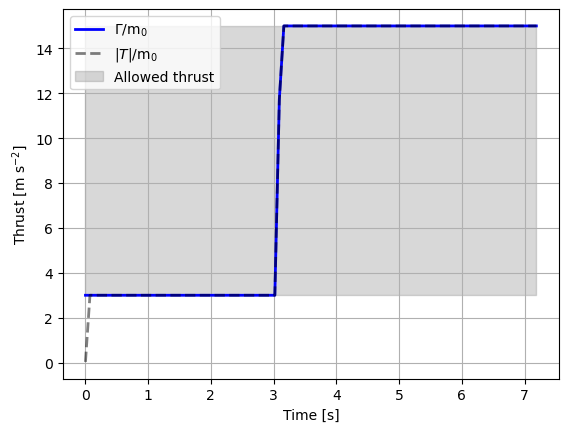 Γ/m₀
|T|/m₀
Allowed thrust
Thrust [m s⁻²]
14
12
10
8
6
4
2
0
0 1 2 3 4 5 6 7
Time [s]